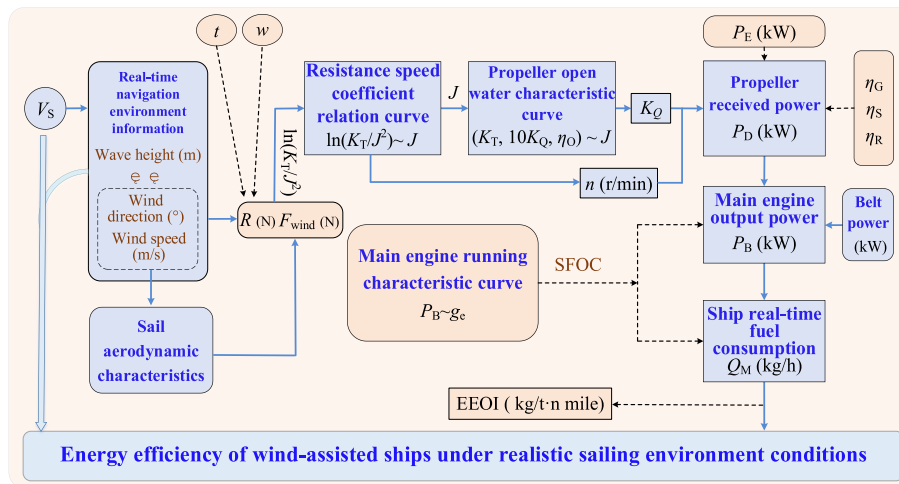 t
w
V_S
Real-time
navigation
environment
information
Wave height (m)
Wind
direction (°)
Wind speed
(m/s)
Sail
aerodynamic
characteristics
R (N) F_wind (N)
ln(K_T/J²)
Resistance speed
coefficient
relation curve
ln(K_T/J²)~ J
J
Propeller open
water characteristic
curve
(K_T, 10K_Q, η_O) ~ J
K_Q
n (r/min)
P_E (kW)
Propeller
received power
P_D (kW)
η_G
η_S
η_R
Main engine
output power
P_B (kW)
Belt
power
(kW)
Main engine running
characteristic curve
P_B~g_e
SFOC
Ship real-time
fuel
consumption
Q_M (kg/h)
EEOI ( kg/t·n mile)
Energy efficiency of wind-assisted ships under realistic sailing environment conditions